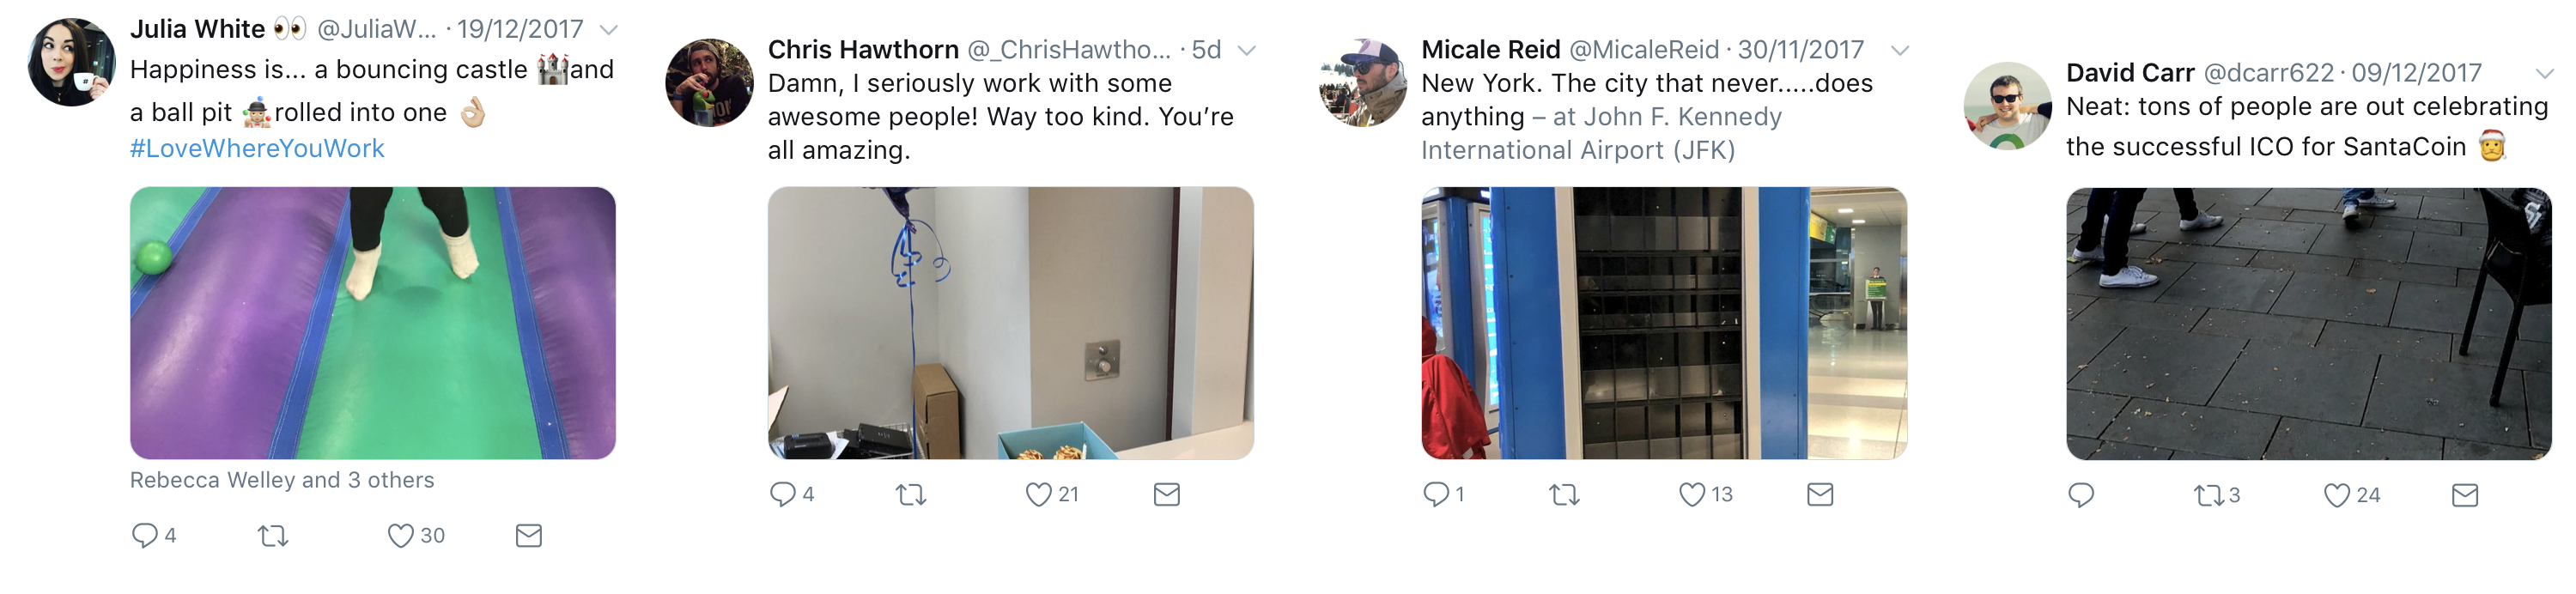 Julia White 👀 @JuliaW... · 19/12/2017
Happiness is... a bouncing castle 🏰and
a ball pit 🤹🏼‍♂️rolled into one 👌🏼
#LoveWhereYouWork
Rebecca Welley and 3 others
4 30
Chris Hawthorn @_ChrisHawtho... · 5d
Damn, I seriously work with some
awesome people! Way too kind. You’re
all amazing.
4 21
Micale Reid @MicaleReid · 30/11/2017
New York. The city that never.....does
anything – at John F. Kennedy
International Airport (JFK)
1 13
David Carr @dcarr622 · 09/12/2017
Neat: tons of people are out celebrating
the successful ICO for SantaCoin 🎅
3 24